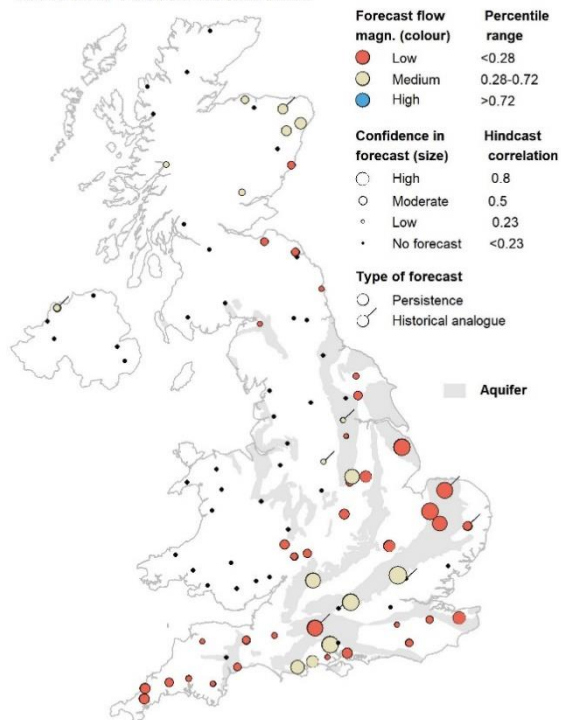 Forecast flow Percentile
magn. (colour) range
Low <0.28
Medium 0.28-0.72
High >0.72
Confidence in Hindcast
forecast (size) correlation
High 0.8
Moderate 0.5
Low 0.23
No forecast <0.23
Type of forecast
Persistence
Historical analogue
Aquifer